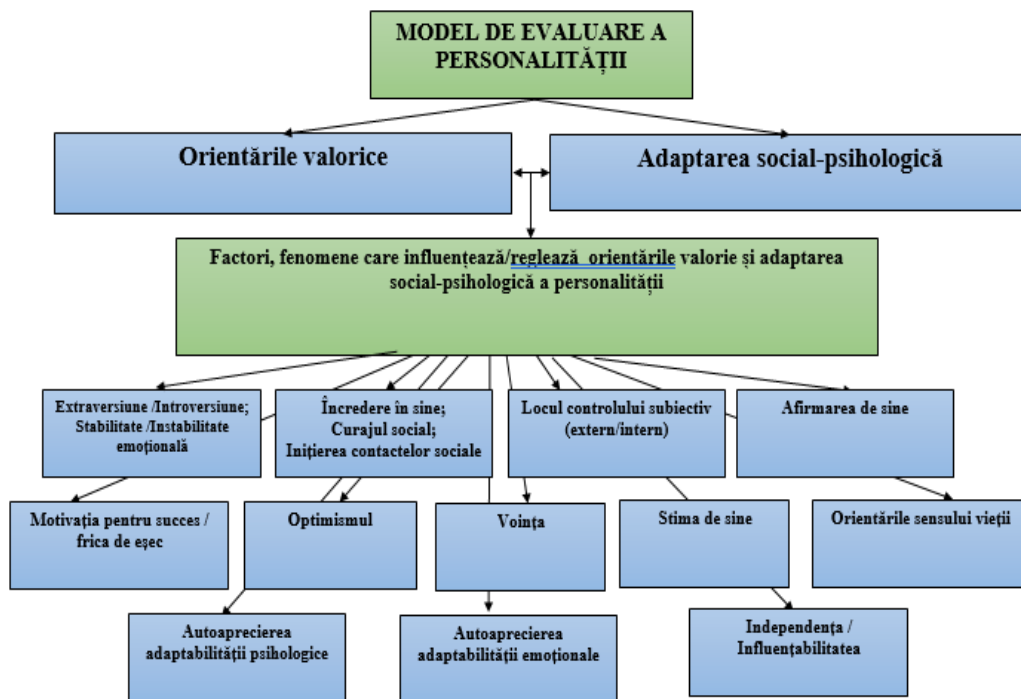 MODEL DE EVALUARE A
PERSONALITĂȚII
Orientările valorice
Adaptarea social-psihologică
Factori, fenomene care influențează/reglează orientările valorie și adaptarea
social-psihologică a personalității
Extraversiune /Introversiune;
Stabilitate /Instabilitate
emoțională
Încredere în sine;
Curajul social;
Inițierea contactelor sociale
Locul controlului subiectiv
(extern/intern)
Afirmarea de sine
Motivația pentru succes /
frica de eșec
Optimismul
Voința
Stima de sine
Orientările sensului vieții
Autoaprecierea
adaptabilității psihologice
Autoaprecierea
adaptabilității emoționale
Independența /
Influențabilitatea